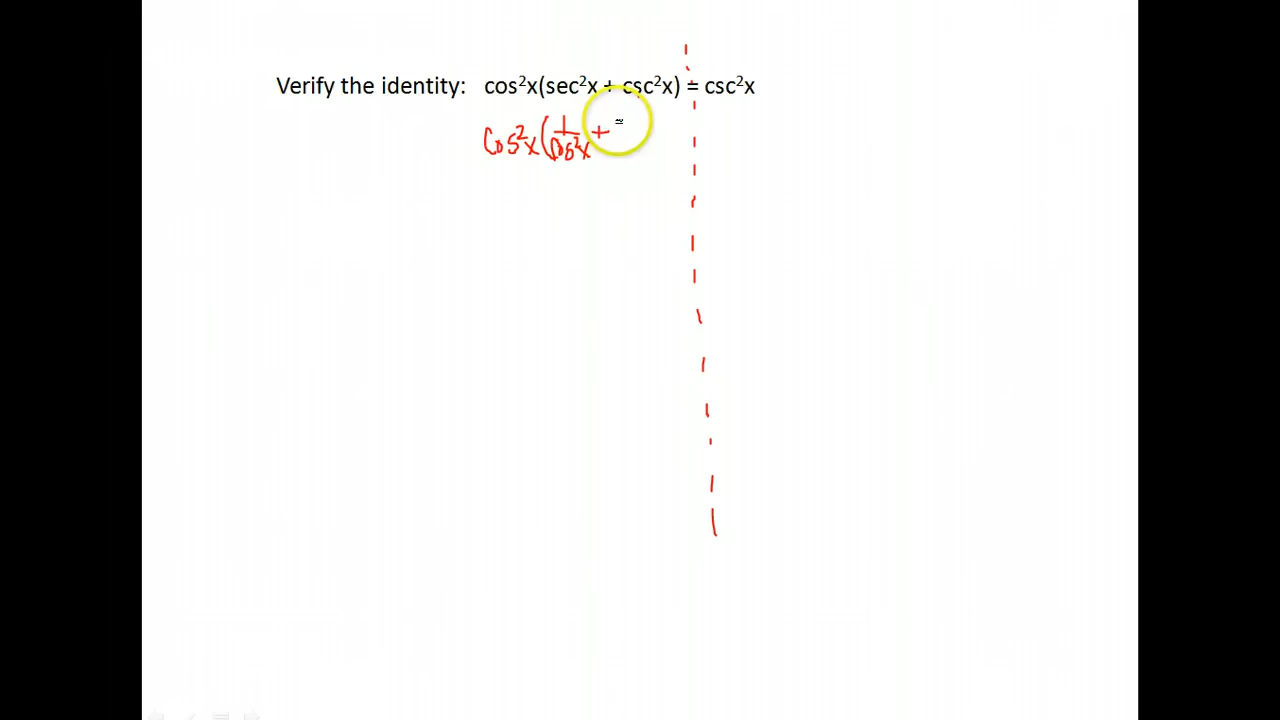 Verify the identity: cos²x(sec²x + csc²x) = csc²x
cos²x(1/cos²x +